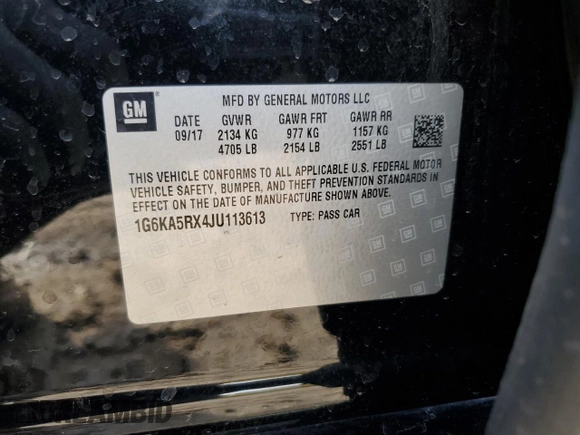 GM
MFD BY GENERAL MOTORS LLC
DATE GVWR GAWR FRT GAWR RR
09/17 2134 KG 977 KG 1157 KG
4705 LB 2154 LB 2551 LB
THIS VEHICLE CONFORMS TO ALL APPLICABLE U.S. FEDERAL MOTOR
VEHICLE SAFETY, BUMPER, AND THEFT PREVENTION STANDARDS IN
EFFECT ON THE DATE OF MANUFACTURE SHOWN ABOVE.
1G6KA5RX4JU113613 TYPE: PASS CAR